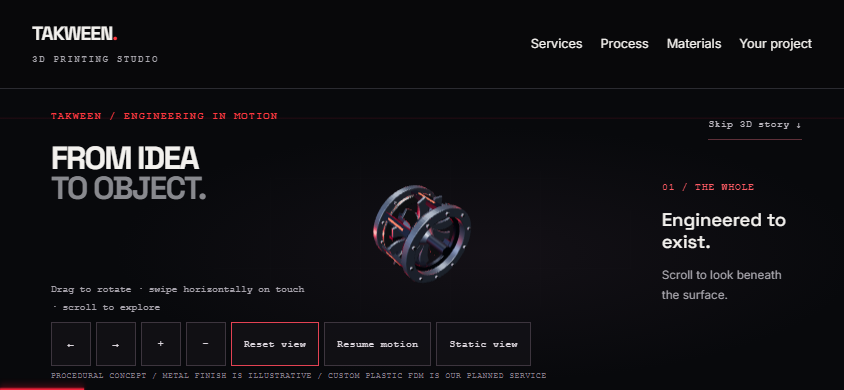 TAKWEEN.
3D PRINTING STUDIO
Services Process Materials Your project
TAKWEEN / ENGINEERING IN MOTION
Skip 3D story ↓
FROM IDEA
TO OBJECT.
01 / THE WHOLE
Engineered to
exist.
Scroll to look beneath
the surface.
Drag to rotate · swipe horizontally on touch
· scroll to explore
← → + − Reset view Resume motion Static view
PROCEDURAL CONCEPT / METAL FINISH IS ILLUSTRATIVE / CUSTOM PLASTIC FDM IS OUR PLANNED SERVICE